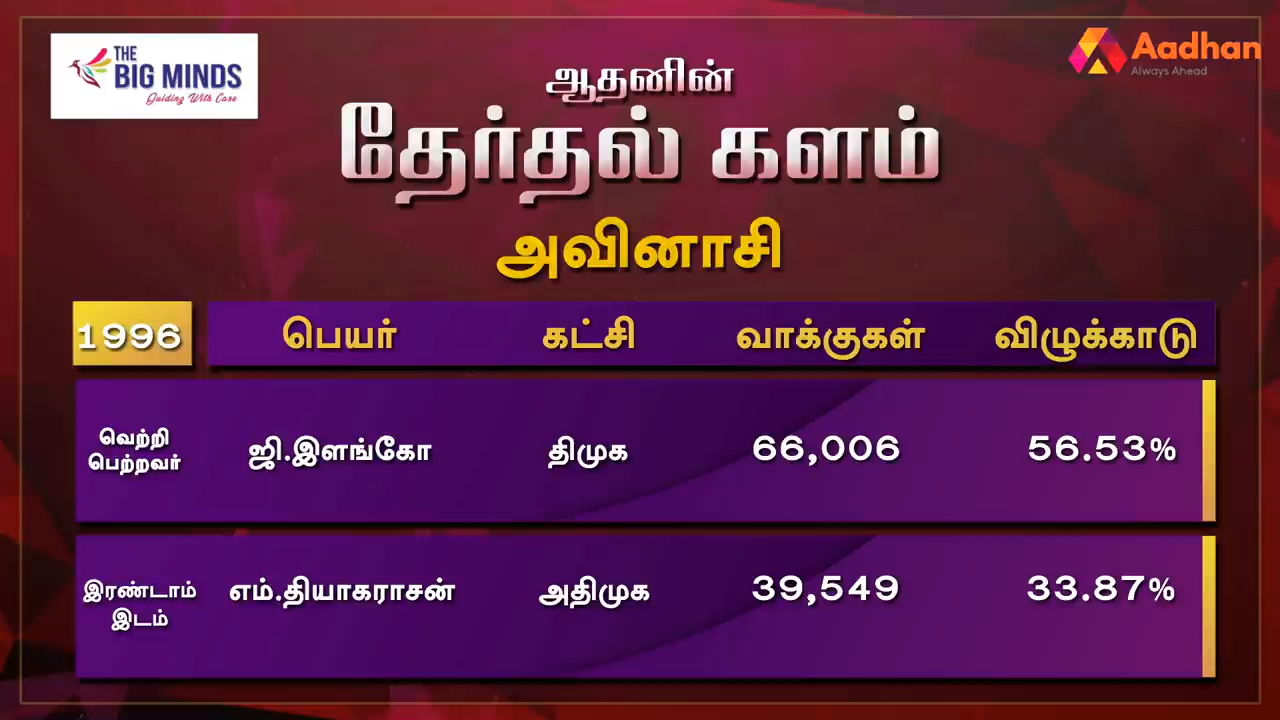 THE
BIG MINDS
Guiding With Care
Aadhan
Always Ahead
ஆதனின்
தேர்தல் களம்
அவினாசி
1996 பெயர் கட்சி வாக்குகள் விழுக்காடு
வெற்றி
பெற்றவர் ஜி.இளங்கோ திமுக 66,006 56.53%
இரண்டாம்
இடம் எம்.தியாகராசன் அதிமுக 39,549 33.87%